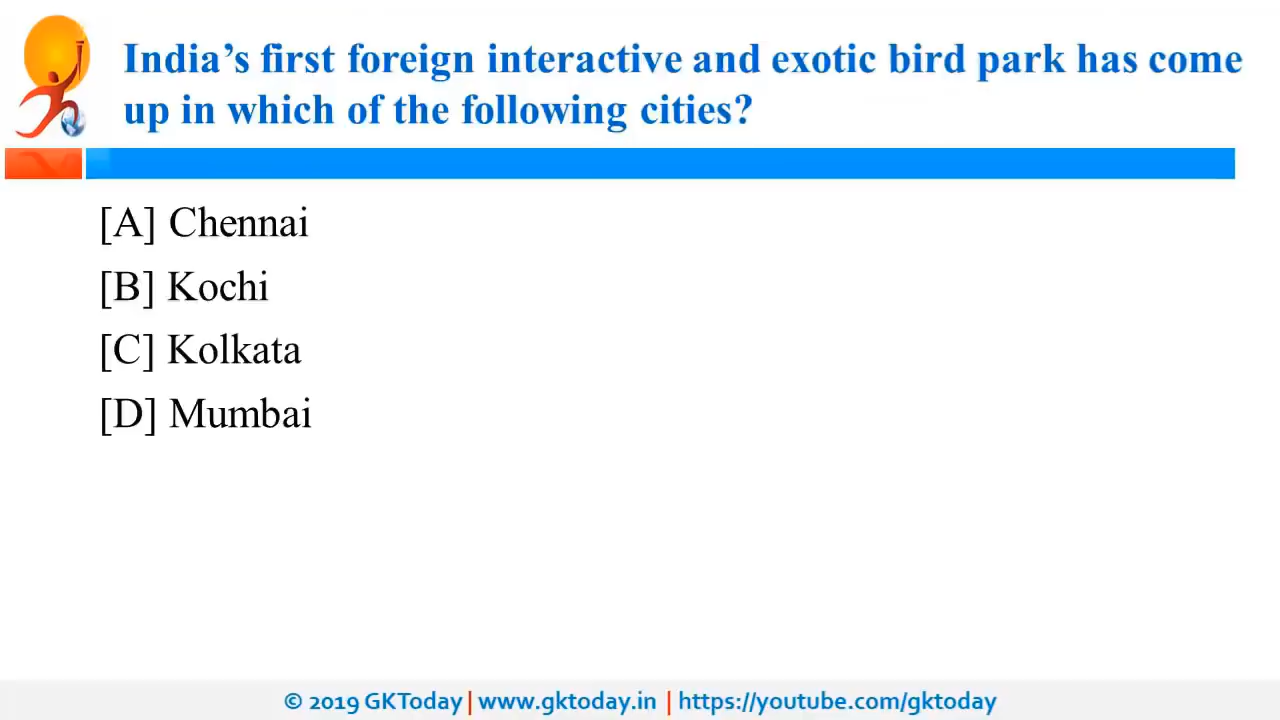 India’s first foreign interactive and exotic bird park has come
up in which of the following cities?
[A] Chennai
[B] Kochi
[C] Kolkata
[D] Mumbai
© 2019 GKToday | www.gktoday.in | https://youtube.com/gktoday